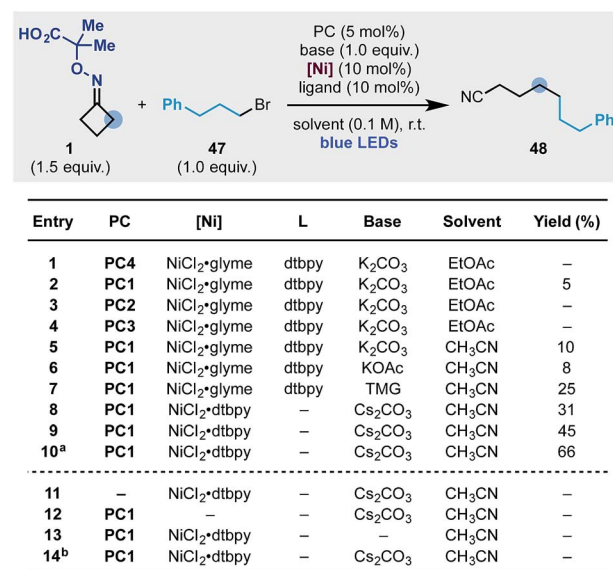 HO₂C Me
Me
O
N
1
(1.5 equiv.)
+
Ph Br
47
(1.0 equiv.)
PC (5 mol%)
base (1.0 equiv.)
[Ni] (10 mol%)
ligand (10 mol%)
solvent (0.1 M), r.t.
blue LEDs
NC
Ph
48
Entry PC [Ni] L Base Solvent Yield (%)
1 PC4 NiCl₂•glyme dtbpy K₂CO₃ EtOAc –
2 PC1 NiCl₂•glyme dtbpy K₂CO₃ EtOAc 5
3 PC2 NiCl₂•glyme dtbpy K₂CO₃ EtOAc –
4 PC3 NiCl₂•glyme dtbpy K₂CO₃ EtOAc –
5 PC1 NiCl₂•glyme dtbpy K₂CO₃ CH₃CN 10
6 PC1 NiCl₂•glyme dtbpy KOAc CH₃CN 8
7 PC1 NiCl₂•glyme dtbpy TMG CH₃CN 25
8 PC1 NiCl₂•dtbpy – Cs₂CO₃ CH₃CN 31
9 PC1 NiCl₂•dtbpy – Cs₂CO₃ CH₃CN 45
10ᵃ PC1 NiCl₂•dtbpy – Cs₂CO₃ CH₃CN 66
11 – NiCl₂•dtbpy – Cs₂CO₃ CH₃CN –
12 PC1 – – Cs₂CO₃ CH₃CN –
13 PC1 NiCl₂•dtbpy – – CH₃CN –
14ᵇ PC1 NiCl₂•dtbpy – Cs₂CO₃ CH₃CN –